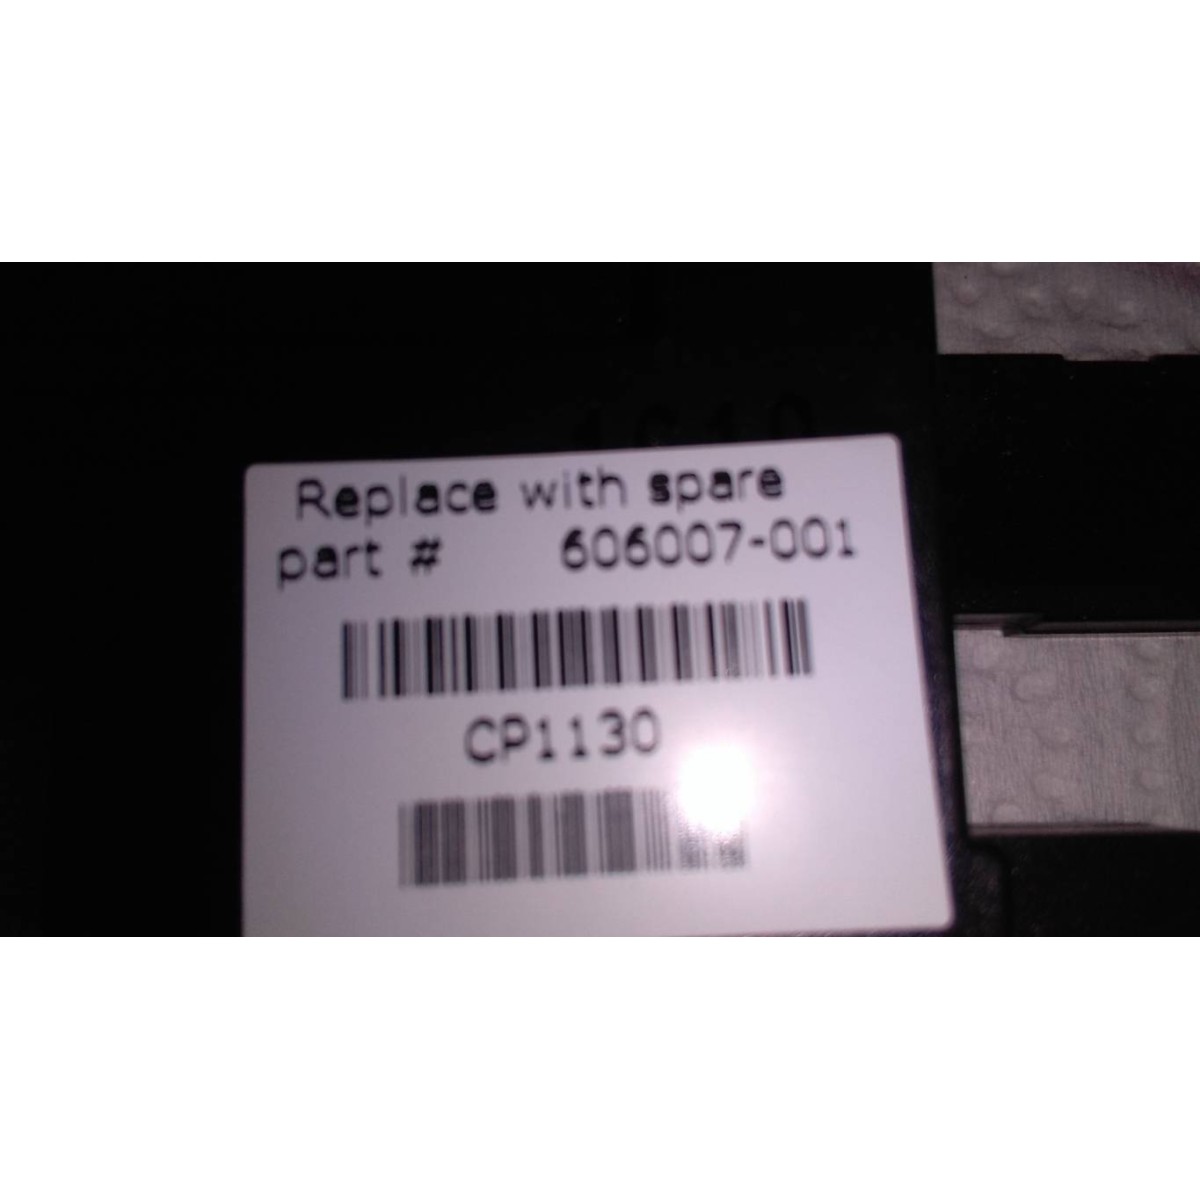 Replace with spare
part # 606007-001
CP1130